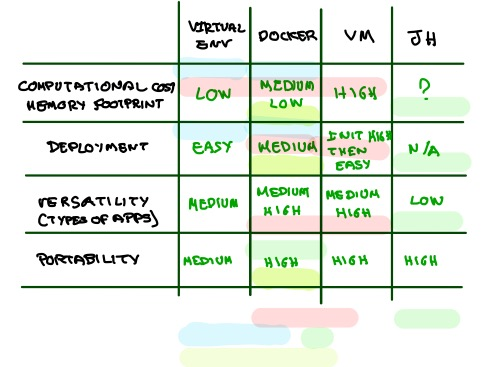 VIRTUAL ENV DOCKER VM JH
COMPUTATIONAL COST MEDIUM
MEMORY FOOTPRINT LOW LOW HIGH ?
DEPLOYMENT EASY MEDIUM INIT HIGH THEN EASY N/A
VERSATILITY MEDIUM MEDIUM LOW
(TYPES OF APPS) MEDIUM HIGH HIGH
PORTABILITY MEDIUM HIGH HIGH HIGH